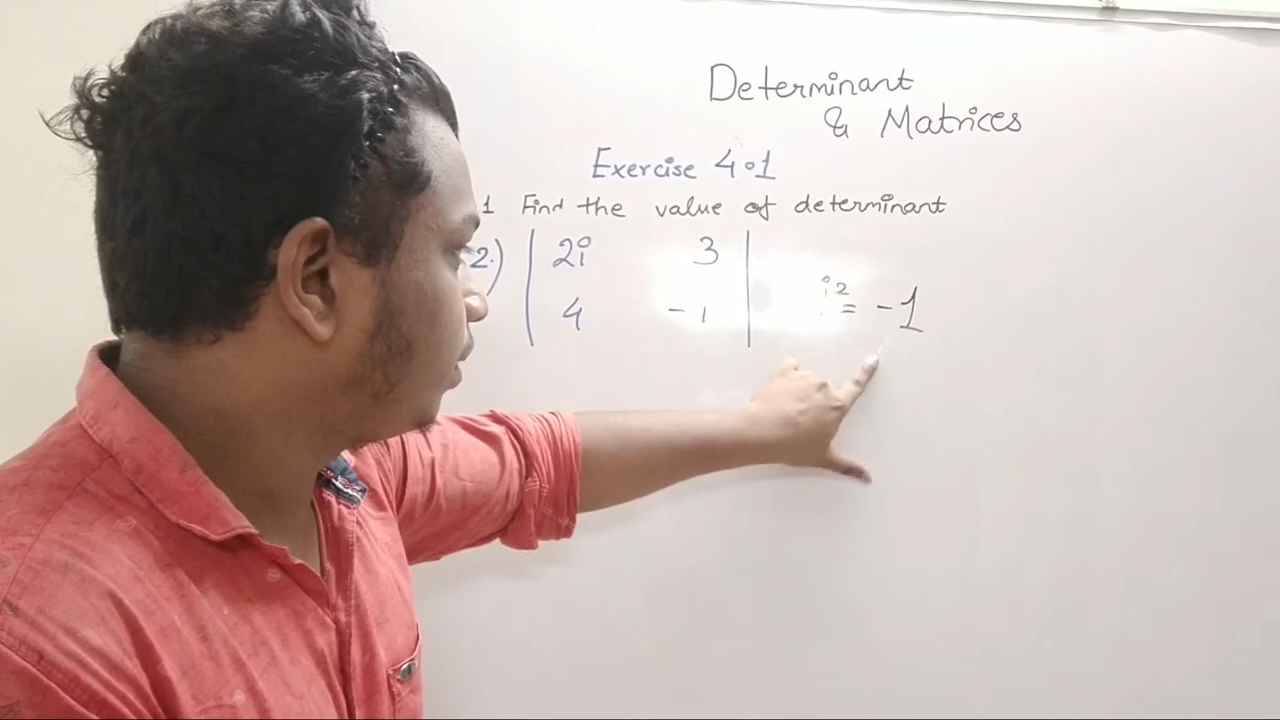 Determinant
& Matrices
Exercise 4.1
1 Find the value of determinant
2.) | 2i 3 |
| 4 -1 | i² = -1